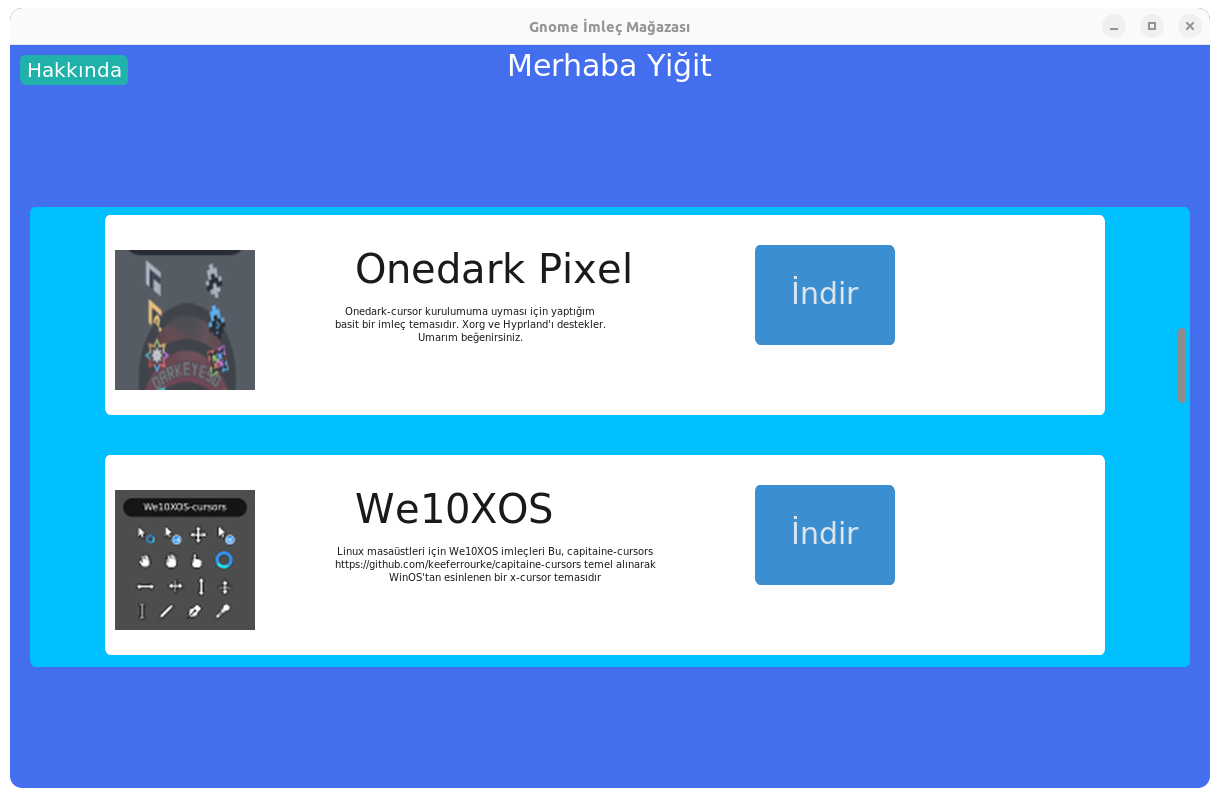 Gnome İmleç Mağazası
Hakkında
Merhaba Yiğit
Onedark Pixel
Onedark-cursor kurulumuma uyması için yaptığım
basit bir imleç temasıdır. Xorg ve Hyprland'ı destekler.
Umarım beğenirsiniz.
İndir
DARKEYE30
We10XOS-cursors
We10XOS
Linux masaüstleri için We10XOS imleçleri Bu, capitaine-cursors
https://github.com/keeferrourke/capitaine-cursors temel alınarak
WinOS'tan esinlenen bir x-cursor temasıdır
İndir